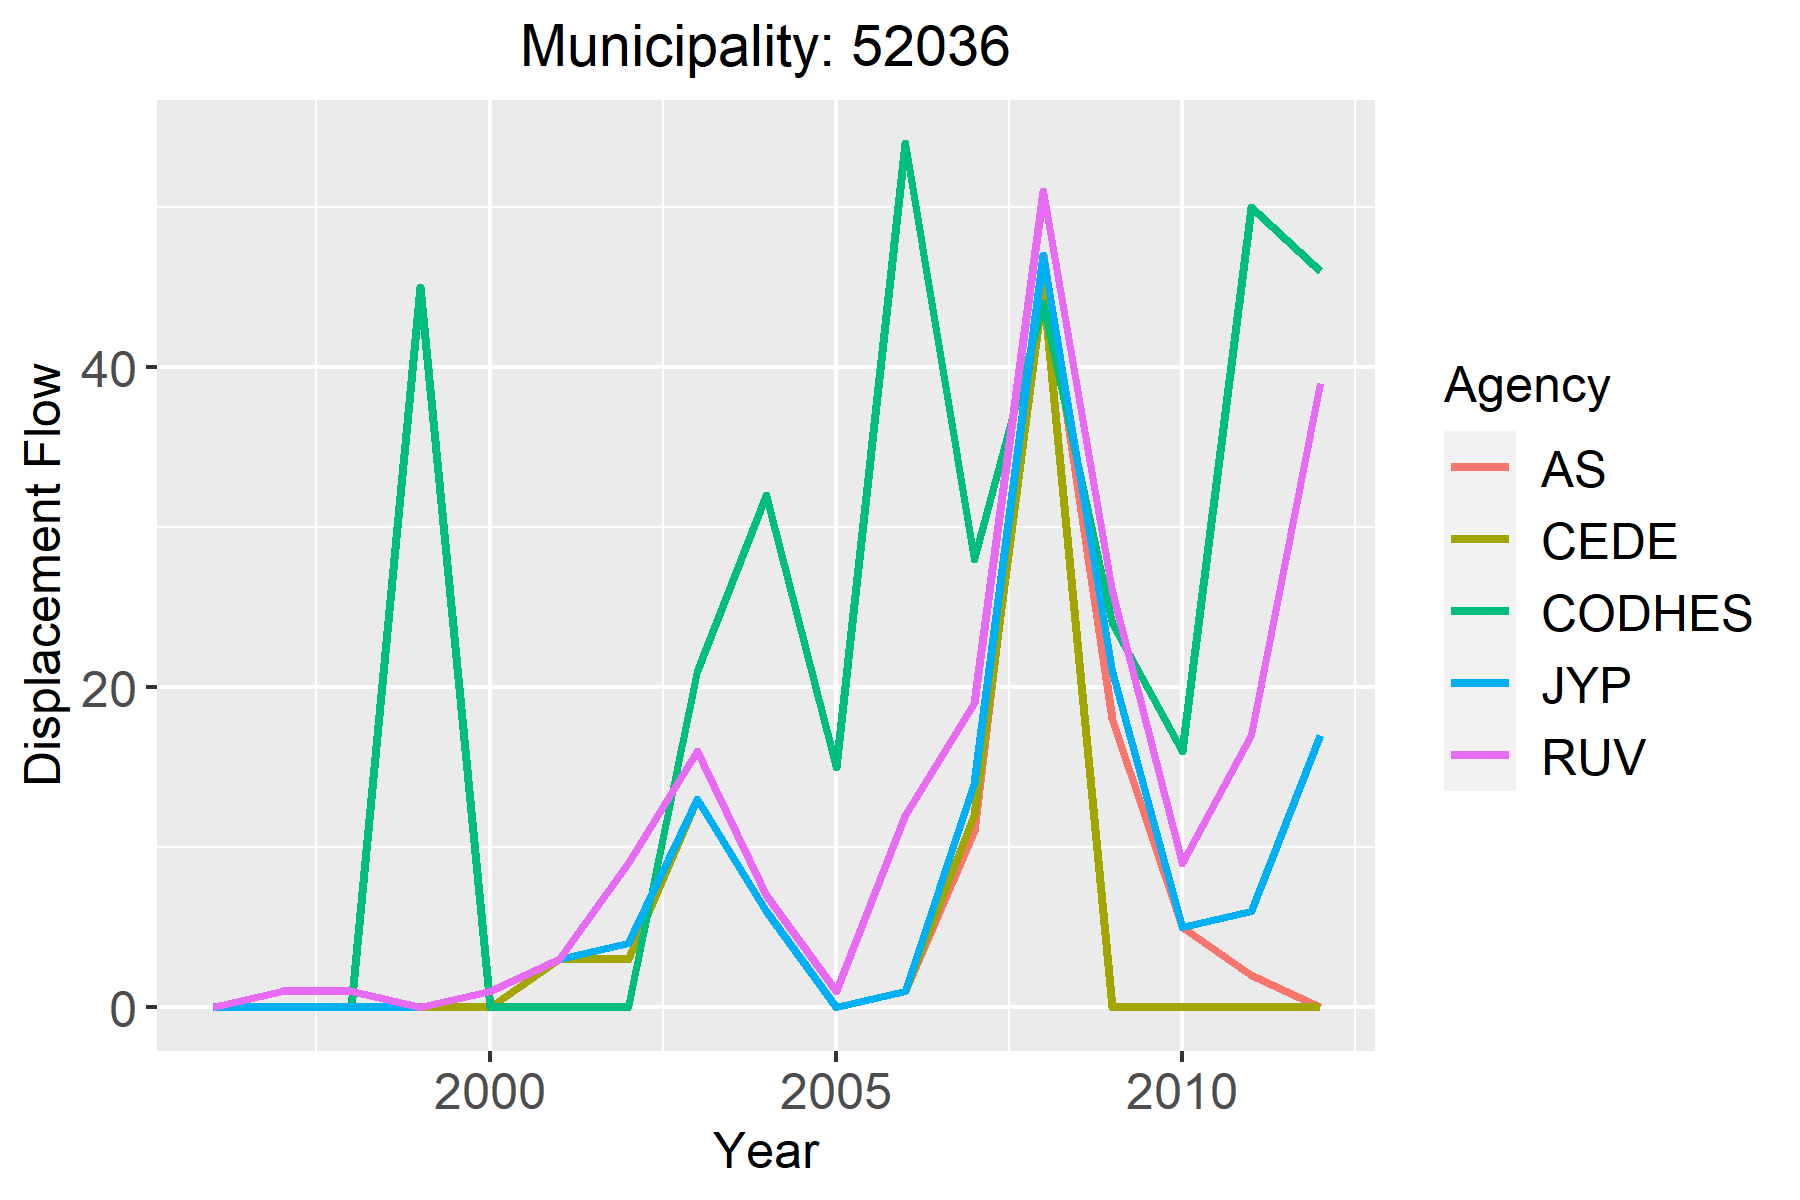 Municipality: 52036
Displacement Flow
40
20
0
2000 2005 2010
Year
Agency
AS
CEDE
CODHES
JYP
RUV